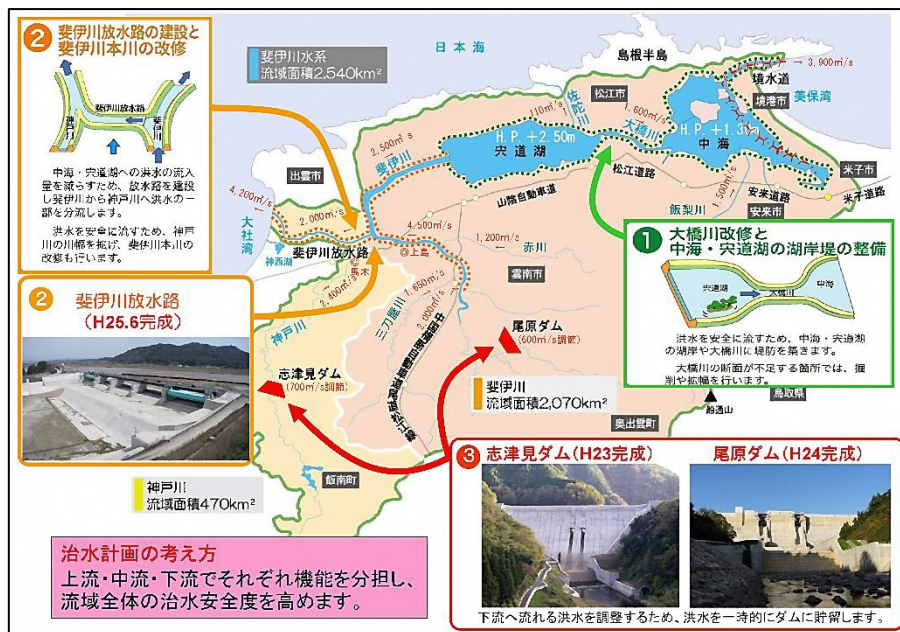 ② 斐伊川放水路の建設と
斐伊川本川の改修
斐伊川放水路
神戸川
斐伊川
中海・宍道湖への洪水の流入
量を減らすため、放水路を建設
し斐伊川から神戸川へ洪水の一
部を分流します。
洪水を安全に流すため、神戸
川の川幅を拡げ、斐伊川本川の
改修も行います。
斐伊川水系
流域面積2,540km²
日本海
島根半島
境水道
3,900㎥/s
美保湾
境港市
佐陀川
松江市
110㎥/s
1,600㎥/s
大橋川
H.P.+2.50m
宍道湖
中海
米子市
米子道路
安来道路
安来市
1,500㎥/s
飯梨川
松江道路
山陰自動車道
2,500㎥/s
斐伊川
出雲市
4,200㎥/s
大社湾
2,000㎥/s
神西湖
斐伊川放水路
馬木
2,400㎥/s
神戸川
4,500㎥/s
上島
1,200㎥/s
赤川
雲南市
1,650㎥/s
2,000㎥/s
三刀屋川
① 大橋川改修と
中海・宍道湖の湖岸堤の整備
宍道湖
大橋川
中海
洪水を安全に流すため、中海・宍道湖
の湖岸や大橋川に堤防を築きます。
大橋川の断面が不足する箇所では、掘
削や拡幅を行います。
鳥取県
船通山
② 斐伊川放水路
(H25.6完成)
尾原ダム
(600㎥/s調節)
志津見ダム
(700㎥/s調節)
斐伊川
流域面積2,070km²
奥出雲町
飯南町
神戸川
流域面積470km²
③ 志津見ダム(H23完成)
尾原ダム(H24完成)
下流へ流れる洪水を調整するため、洪水を一時的にダムに貯留します。
治水計画の考え方
上流・中流・下流でそれぞれ機能を分担し、
流域全体の治水安全度を高めます。